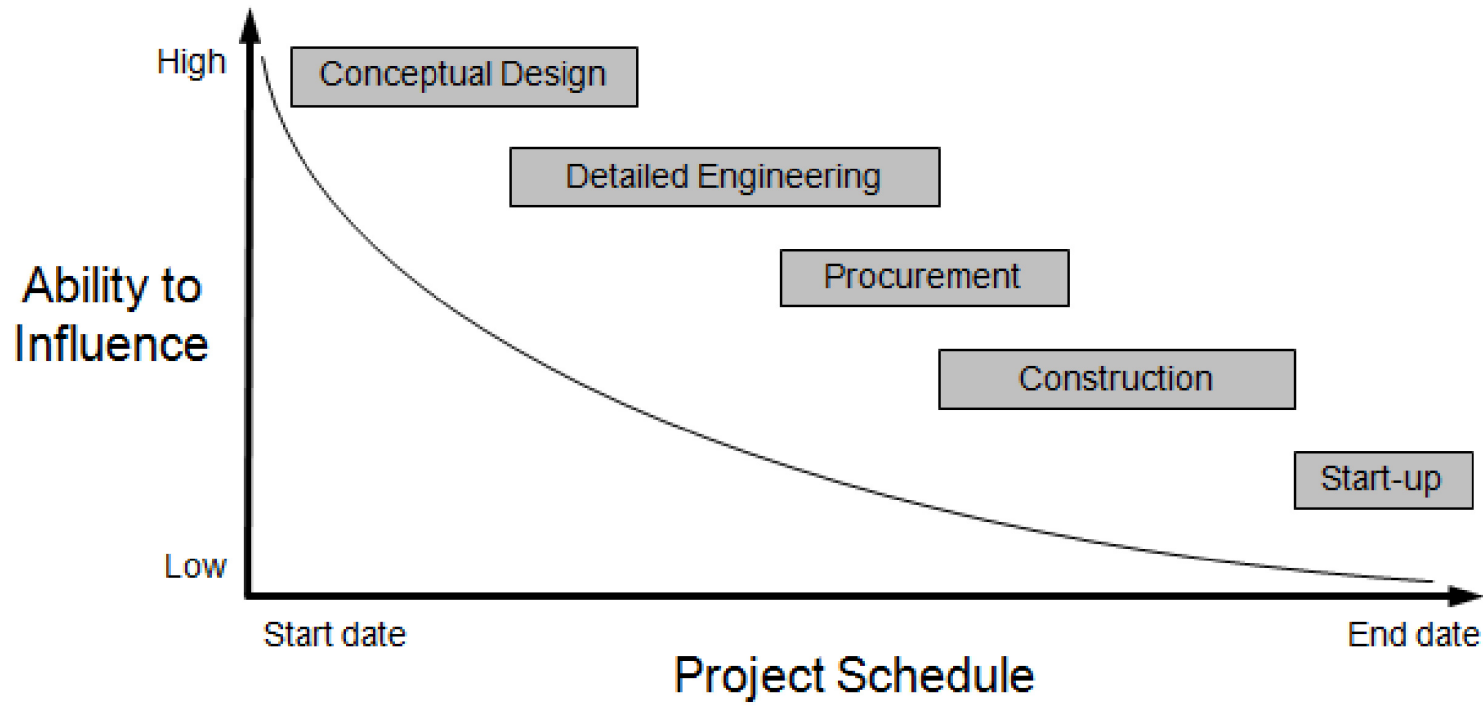 High
Conceptual Design
Detailed Engineering
Ability to
Influence
Procurement
Construction
Start-up
Low
Start date
End date
Project Schedule